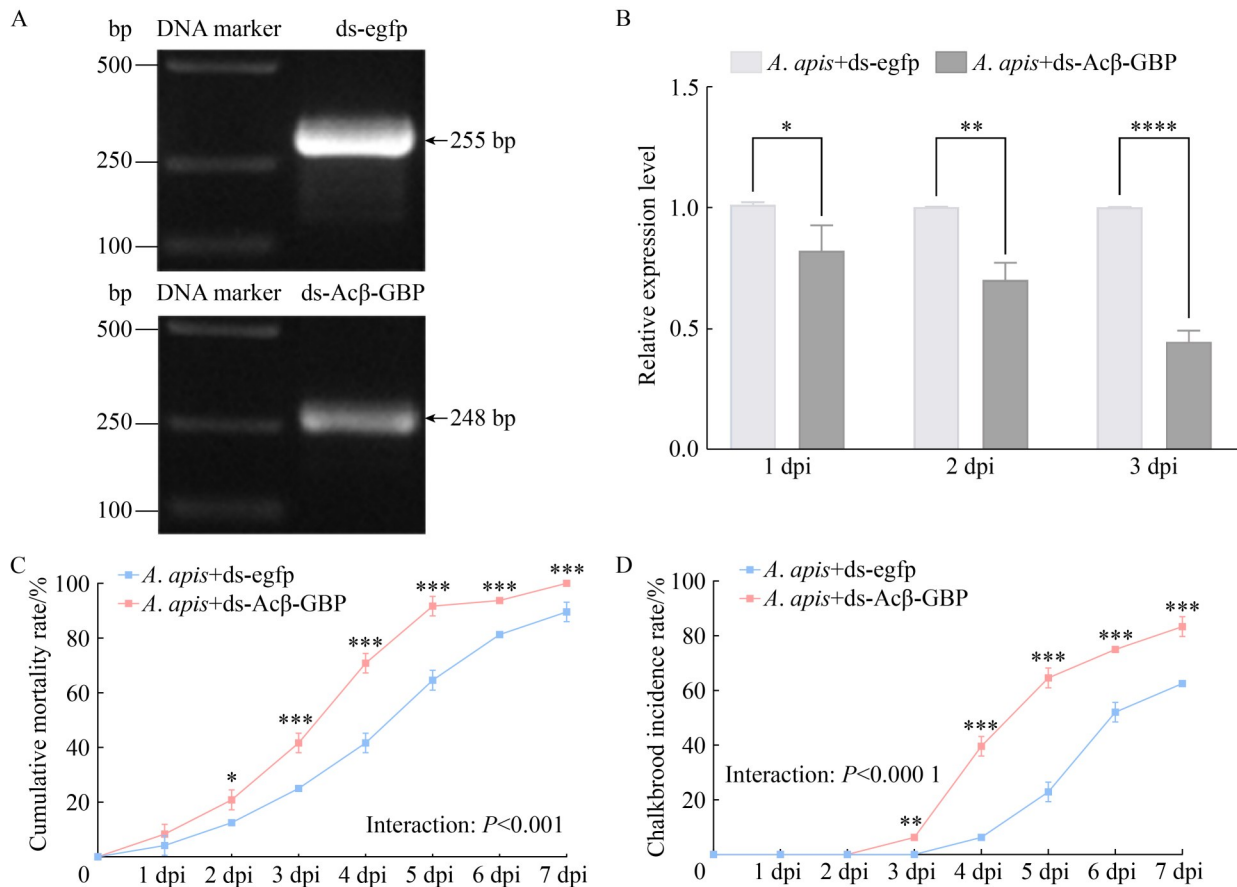 A
bp DNA marker ds-egfp
500
←255 bp
250
100
bp DNA marker ds-Acβ-GBP
500
←248 bp
250
100
B
A. apis+ds-egfp A. apis+ds-Acβ-GBP
Relative expression level
1.5
1.0
0.5
0.0
* ** ****
1 dpi 2 dpi 3 dpi
C
A. apis+ds-egfp
A. apis+ds-Acβ-GBP
Cumulative mortality rate/%
100
80
60
40
20
0
* *** *** *** *** ***
Interaction: P<0.001
1 dpi 2 dpi 3 dpi 4 dpi 5 dpi 6 dpi 7 dpi
D
A. apis+ds-egfp
A. apis+ds-Acβ-GBP
Chalkbrood incidence rate/%
100
80
60
40
20
0
** *** *** *** ***
Interaction: P<0.000 1
1 dpi 2 dpi 3 dpi 4 dpi 5 dpi 6 dpi 7 dpi